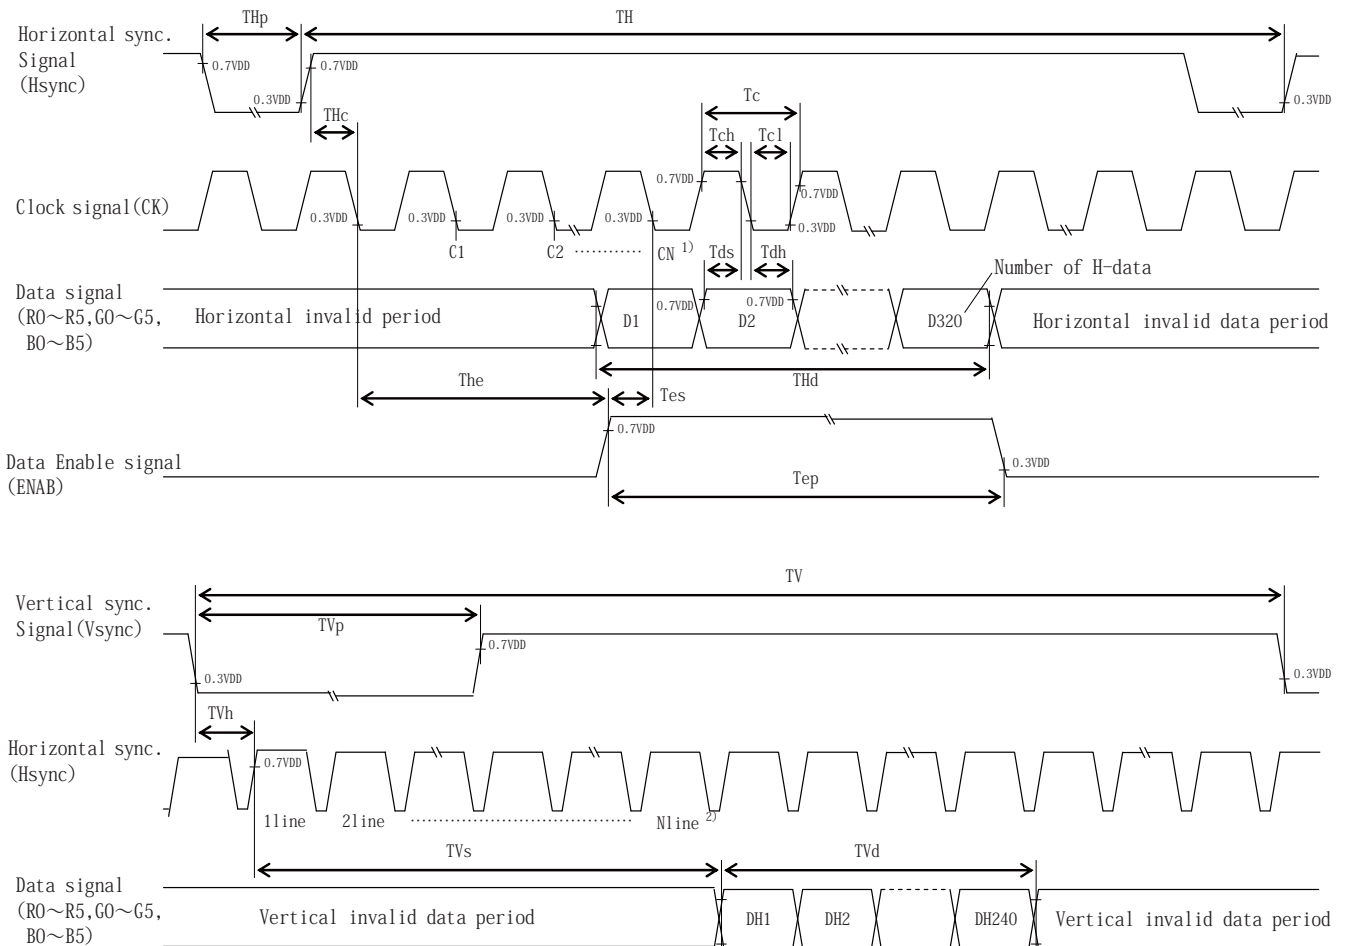 THp
TH
Horizontal sync.
Signal
(Hsync)
0.7VDD
0.7VDD
0.3VDD
0.3VDD
THc
Tc
Tch
Tcl
Clock signal(CK)
0.7VDD
0.7VDD
0.3VDD
0.3VDD
0.3VDD
0.3VDD
0.3VDD
C1
C2 ············ CN 1)
Tds
Tdh
Number of H-data
Data signal
(R0～R5,G0～G5,
B0～B5)
Horizontal invalid period
0.7VDD
0.7VDD
D1
D2
D320
Horizontal invalid data period
The
THd
Tes
0.7VDD
Data Enable signal
(ENAB)
0.3VDD
Tep
TV
Vertical sync.
Signal(Vsync)
TVp
0.7VDD
0.3VDD
0.3VDD
TVh
Horizontal sync.
(Hsync)
0.7VDD
1line
2line ·································· Nline 2)
TVs
TVd
Data signal
(R0～R5,G0～G5,
B0～B5)
Vertical invalid data period
DH1
DH2
DH240
Vertical invalid data period